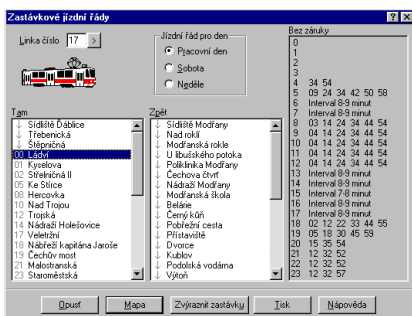 Zastávkové jízdní řády
Linka číslo 17 >
Jízdní řád pro den
Pracovní den
Sobota
Neděle
Tam
↓ Sídliště Ďáblice
↓ Třebenická
↓ Štěpničná
00 Ládví
01 Kyselova
02 Střelničná II
05 Ke Stírce
08 Hercovka
10 Nad Trojou
12 Trojská
14 Nádraží Holešovice
17 Veletržní
18 Nábřeží kapitána Jaroše
19 Čechův most
21 Malostranská
23 Staroměstská
Zpět
↓ Sídliště Modřany
↓ Nad roklí
↓ Modřanská rokle
↓ U libušského potoka
↓ Poliklinika Modřany
↓ Čechova čtvrť
↓ Nádraží Modřany
↓ Modřanská škola
↓ Belárie
↓ Černý kůň
↓ Pobřežní cesta
↓ Přístaviště
↓ Dvorce
↓ Kublov
↓ Podolská vodárna
↓ Výtoň
Bez záruky
0
1
2
3
4 34 54
5 09 24 34 42 50 58
6 Interval 8-9 minut
7 Interval 8-9 minut
8 03 14 24 34 44 54
9 04 14 24 34 44 54
10 04 14 24 34 44 54
11 04 14 24 34 44 54
12 04 14 24 34 44 54
13 Interval 8-9 minut
14 Interval 8-9 minut
15 Interval 7-8 minut
16 Interval 8-9 minut
17 Interval 8-9 minut
18 02 12 22 33 44 55
19 05 18 30 45 59
20 15 35 54
21 12 32 52
22 12 32 52
23 12 32 57
Opusť
Mapa
Zvýraznit zastávky
Tisk
Nápověda